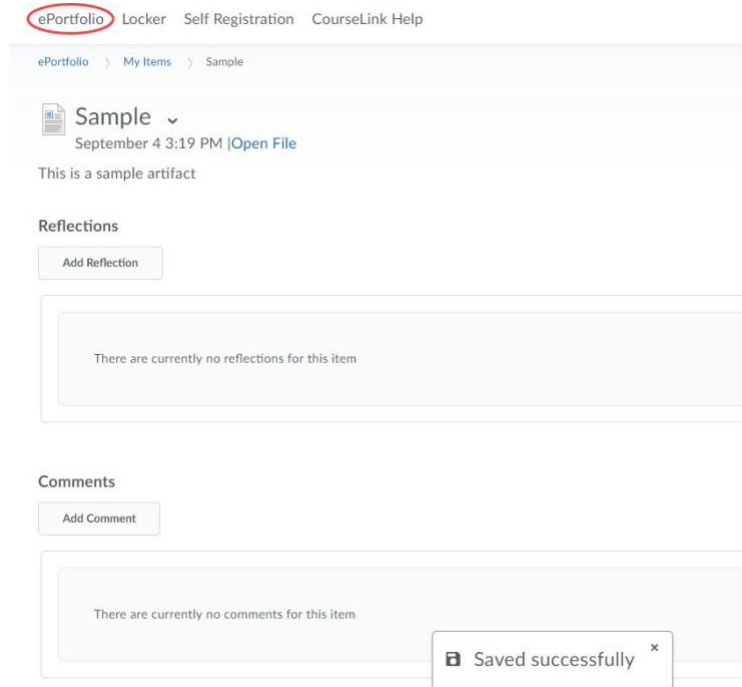 ePortfolio Locker Self Registration CourseLink Help
ePortfolio > My Items > Sample
Sample
September 4 3:19 PM |Open File
This is a sample artifact
Reflections
Add Reflection
There are currently no reflections for this item
Comments
Add Comment
There are currently no comments for this item
Saved successfully ×